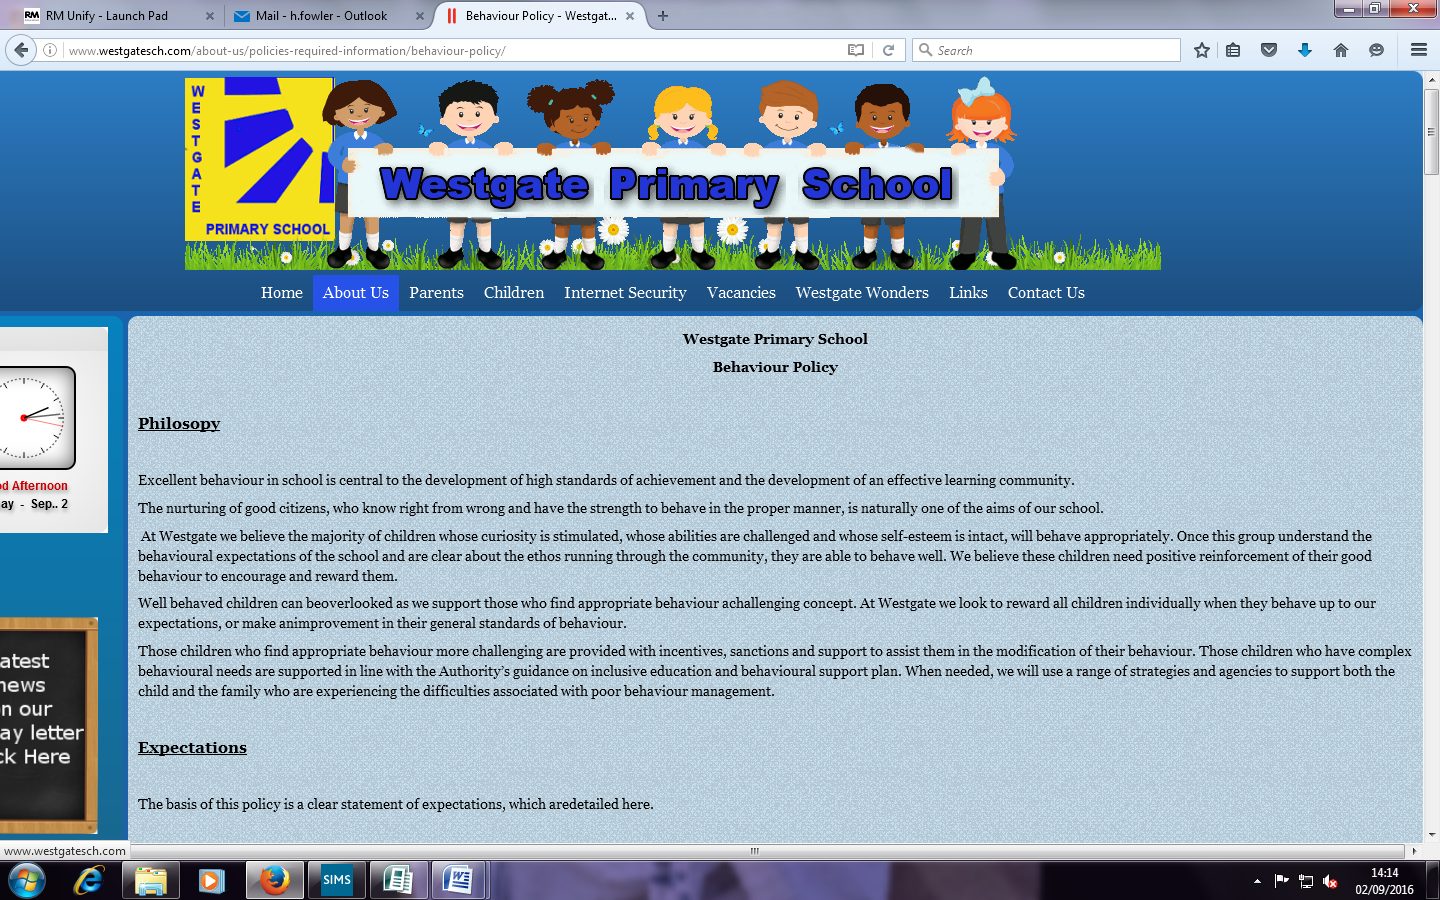 RM Unify - Launch Pad
Mail - h.fowler - Outlook
Behaviour Policy - Westgat...
www.westgatesch.com/about-us/policies-required-information/behaviour-policy/
Search
WESTGATE
PRIMARY SCHOOL
Westgate Primary School
Home
About Us
Parents
Children
Internet Security
Vacancies
Westgate Wonders
Links
Contact Us
od Afternoon
ay - Sep.. 2
atest
news
n our
ay letter
ck Here
Westgate Primary School
Behaviour Policy
Philosopy
Excellent behaviour in school is central to the development of high standards of achievement and the development of an effective learning community.
The nurturing of good citizens, who know right from wrong and have the strength to behave in the proper manner, is naturally one of the aims of our school.
At Westgate we believe the majority of children whose curiosity is stimulated, whose abilities are challenged and whose self-esteem is intact, will behave appropriately. Once this group understand the
behavioural expectations of the school and are clear about the ethos running through the community, they are able to behave well. We believe these children need positive reinforcement of their good
behaviour to encourage and reward them.
Well behaved children can beoverlooked as we support those who find appropriate behaviour achallenging concept. At Westgate we look to reward all children individually when they behave up to our
expectations, or make animprovement in their general standards of behaviour.
Those children who find appropriate behaviour more challenging are provided with incentives, sanctions and support to assist them in the modification of their behaviour. Those children who have complex
behavioural needs are supported in line with the Authority's guidance on inclusive education and behavioural support plan. When needed, we will use a range of strategies and agencies to support both the
child and the family who are experiencing the difficulties associated with poor behaviour management.
Expectations
The basis of this policy is a clear statement of expectations, which aredetailed here.
www.westgatesch.com
SIMS
14:14
02/09/2016